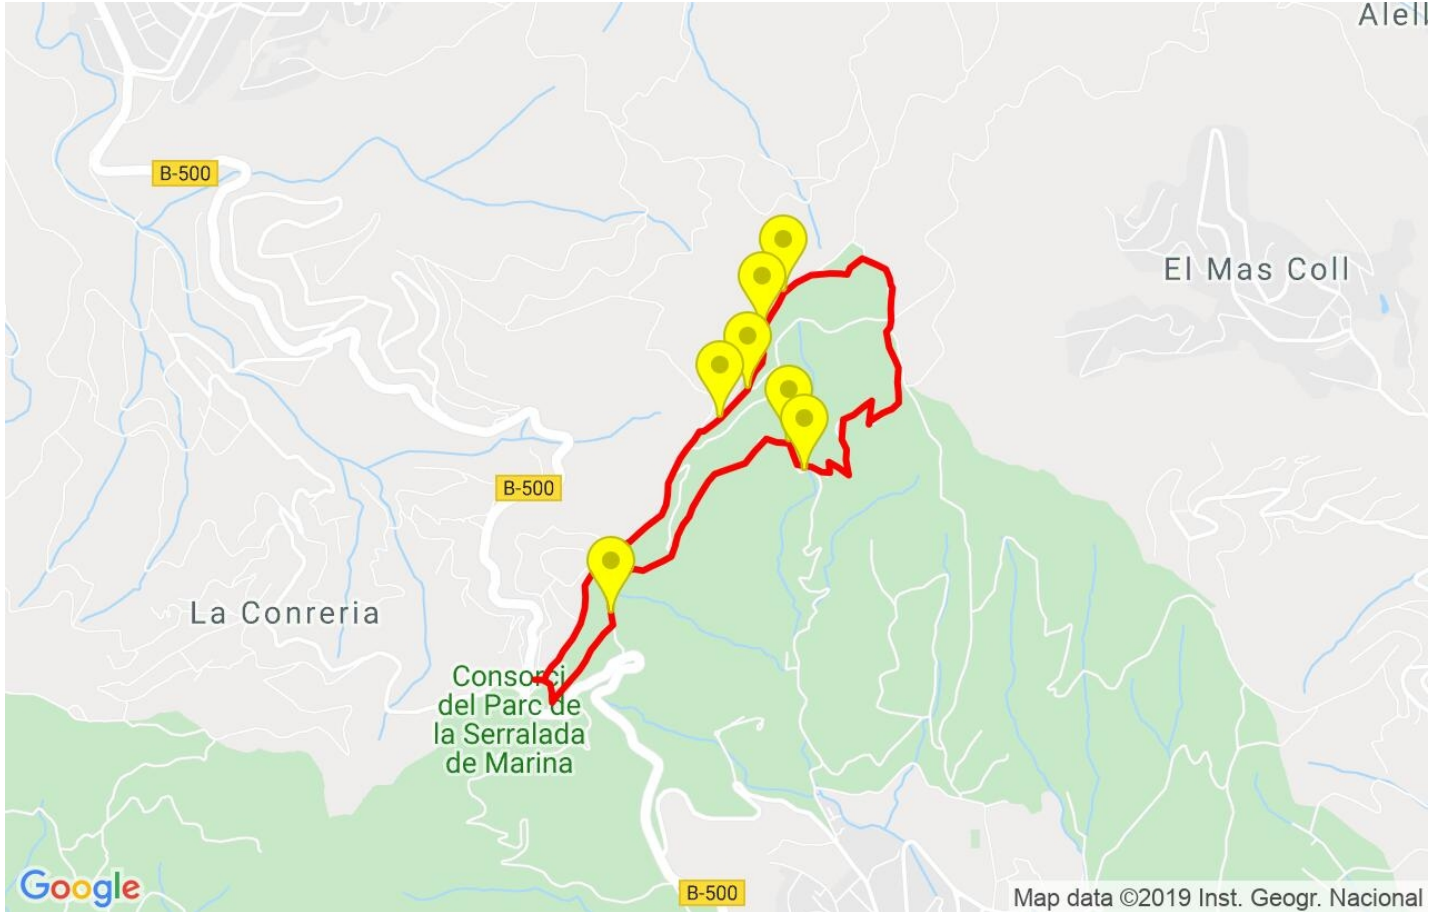 Alell
B-500
El Mas Coll
B-500
La Conreria
Consorci
del Parc de
la Serralada
de Marina
Google
B-500
Map data ©2019 Inst. Geogr. Nacional